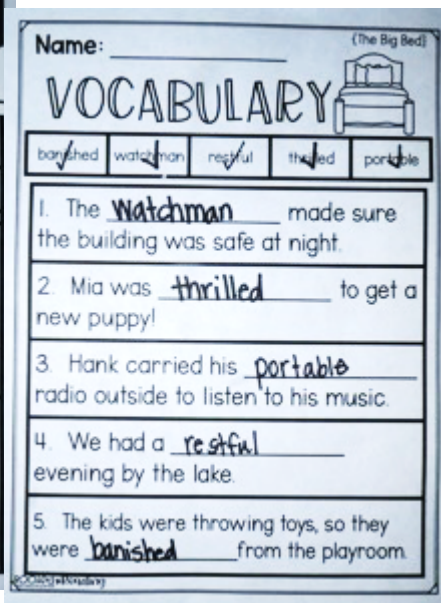 Name: (The Big Bed)
VOCABULARY
banished watchman restful thrilled portable
1. The Watchman made sure
the building was safe at night.
2. Mia was thrilled to get a
new puppy!
3. Hank carried his portable
radio outside to listen to his music.
4. We had a restful
evening by the lake.
5. The kids were throwing toys, so they
were banished from the playroom.